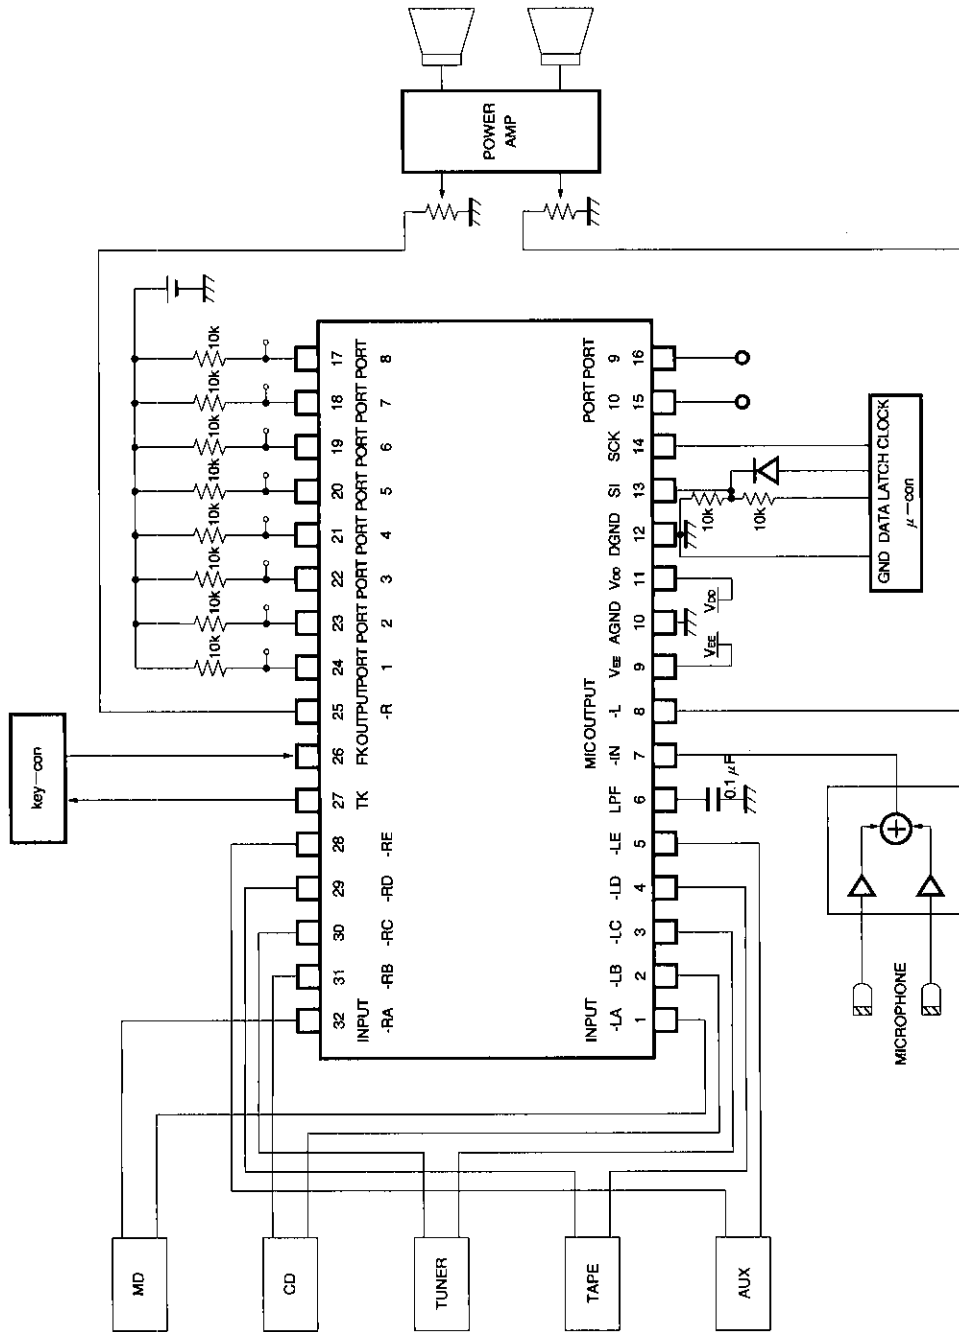 POWER
AMP
10k
10k
10k
10k
10k
10k
10k
10k
key-con
32 31 30 29 28 27 26 25 24 23 22 21 20 19 18 17
INPUT TK FK OUTPUT PORT PORT PORT PORT PORT PORT PORT PORT
-RA -RB -RC -RD -RE -R 1 2 3 4 5 6 7 8
INPUT LPF MIC OUTPUT VEE AGND VDD DGND SI SCK PORT PORT
-LA -LB -LC -LD -LE -IN -L 10 9
1 2 3 4 5 6 7 8 9 10 11 12 13 14 15 16
0.1 μF
VEE
VDD
10k
10k
GND DATA LATCH CLOCK
μ-con
MICROPHONE
MD
CD
TUNER
TAPE
AUX